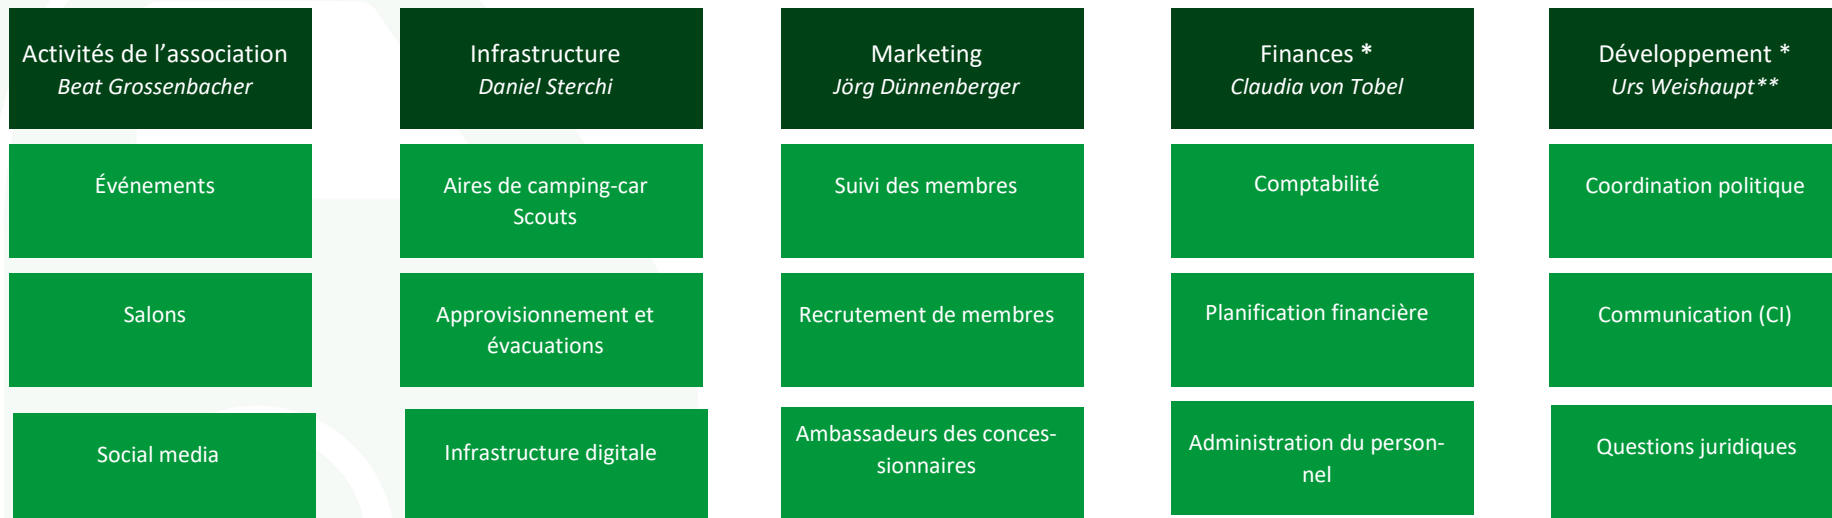 Activités de l’association
Beat Grossenbacher
Événements
Salons
Social media
Infrastructure
Daniel Sterchi
Aires de camping-car
Scouts
Approvisionnement et
évacuations
Infrastructure digitale
Marketing
Jörg Dünnenberger
Suivi des membres
Recrutement de membres
Ambassadeurs des conces-
sionnaires
Finances *
Claudia von Tobel
Comptabilité
Planification financière
Administration du person-
nel
Développement *
Urs Weishaupt**
Coordination politique
Communication (CI)
Questions juridiques